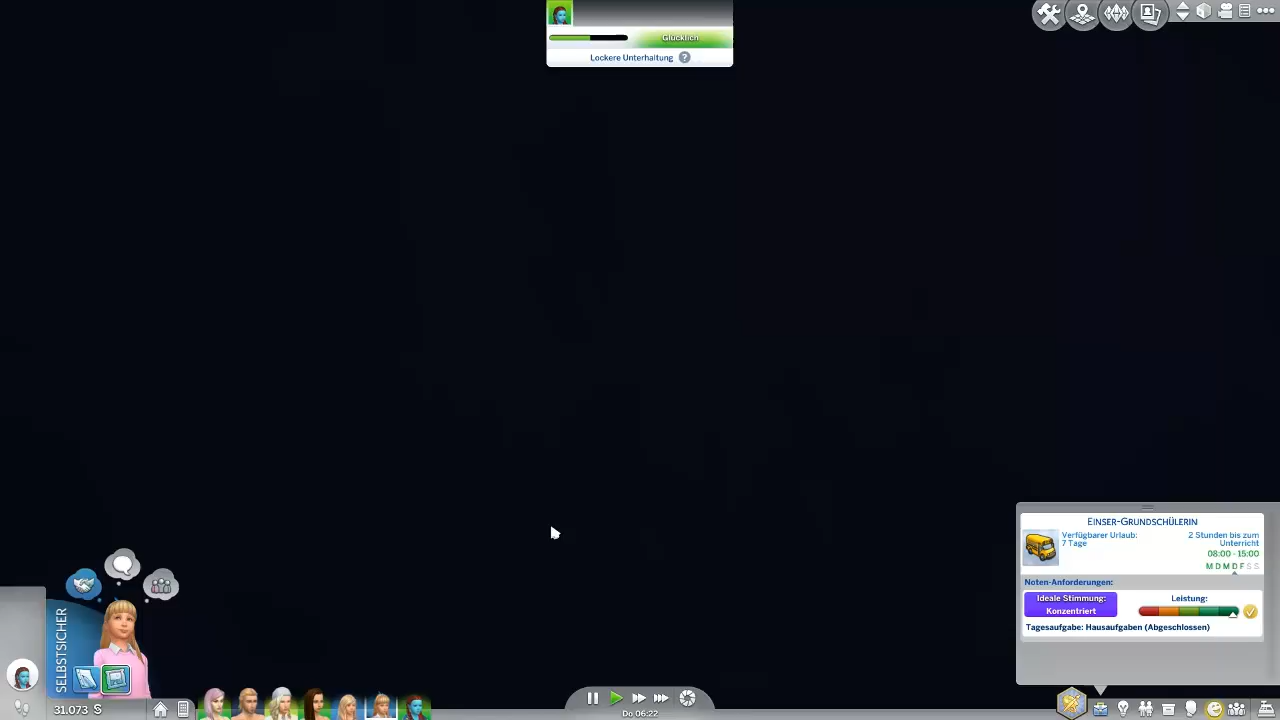 Glücklich
Lockere Unterhaltung ?
EINSER-GRUNDSCHÜLERIN
Verfügbarer Urlaub:
7 Tage
2 Stunden bis zum
Unterricht
08:00 - 15:00
M D M D F S S
Noten-Anforderungen:
Ideale Stimmung:
Konzentriert
Leistung:
Tagesaufgabe: Hausaufgaben (Abgeschlossen)
SELBSTSICHER
31.073 S
Do 06:22